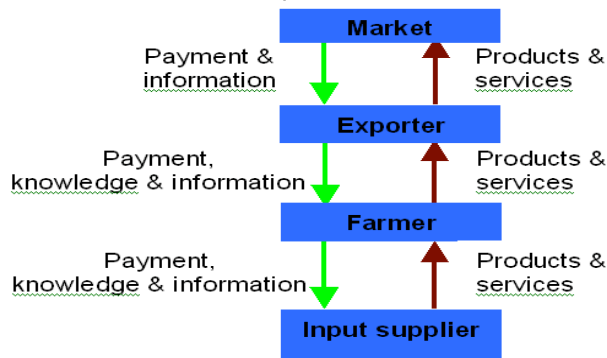 Market
Payment &
information
Products &
services
Exporter
Payment,
knowledge & information
Products &
services
Farmer
Payment,
knowledge & information
Products &
services
Input supplier